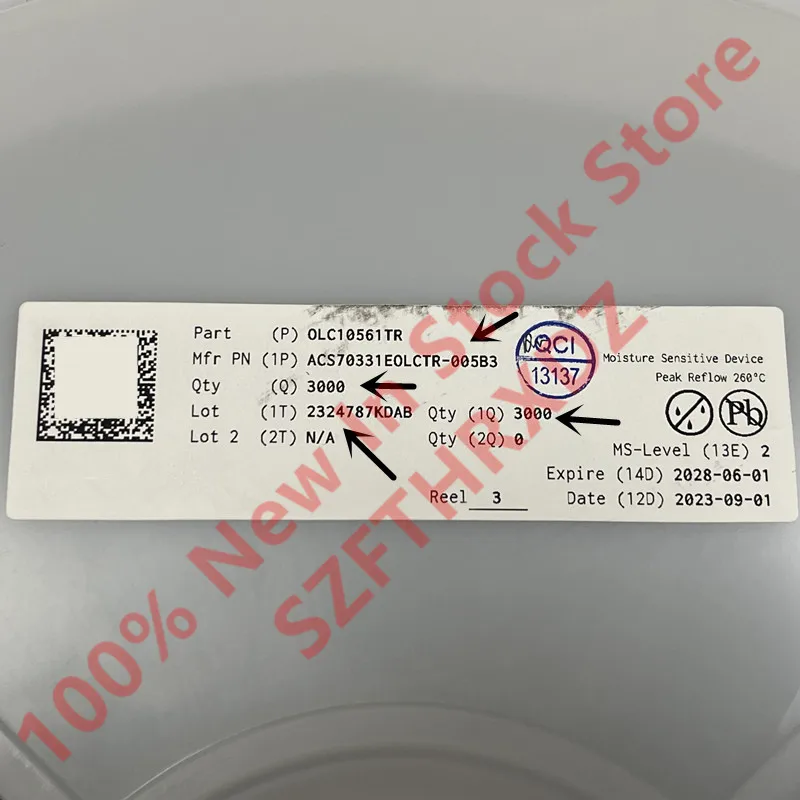 Part (P) OLC10561TR
Mfr PN (1P) ACS70331EOLCTR-005B3
Qty (Q) 3000
Lot (1T) 2324787KDAB Qty (1Q) 3000
Lot 2 (2T) N/A Qty (2Q) 0
Reel 3
QCI
13137
Moisture Sensitive Device
Peak Reflow 260°C
Pb
MS-Level (13E) 2
Expire (14D) 2028-06-01
Date (12D) 2023-09-01
100% New in Stock Store